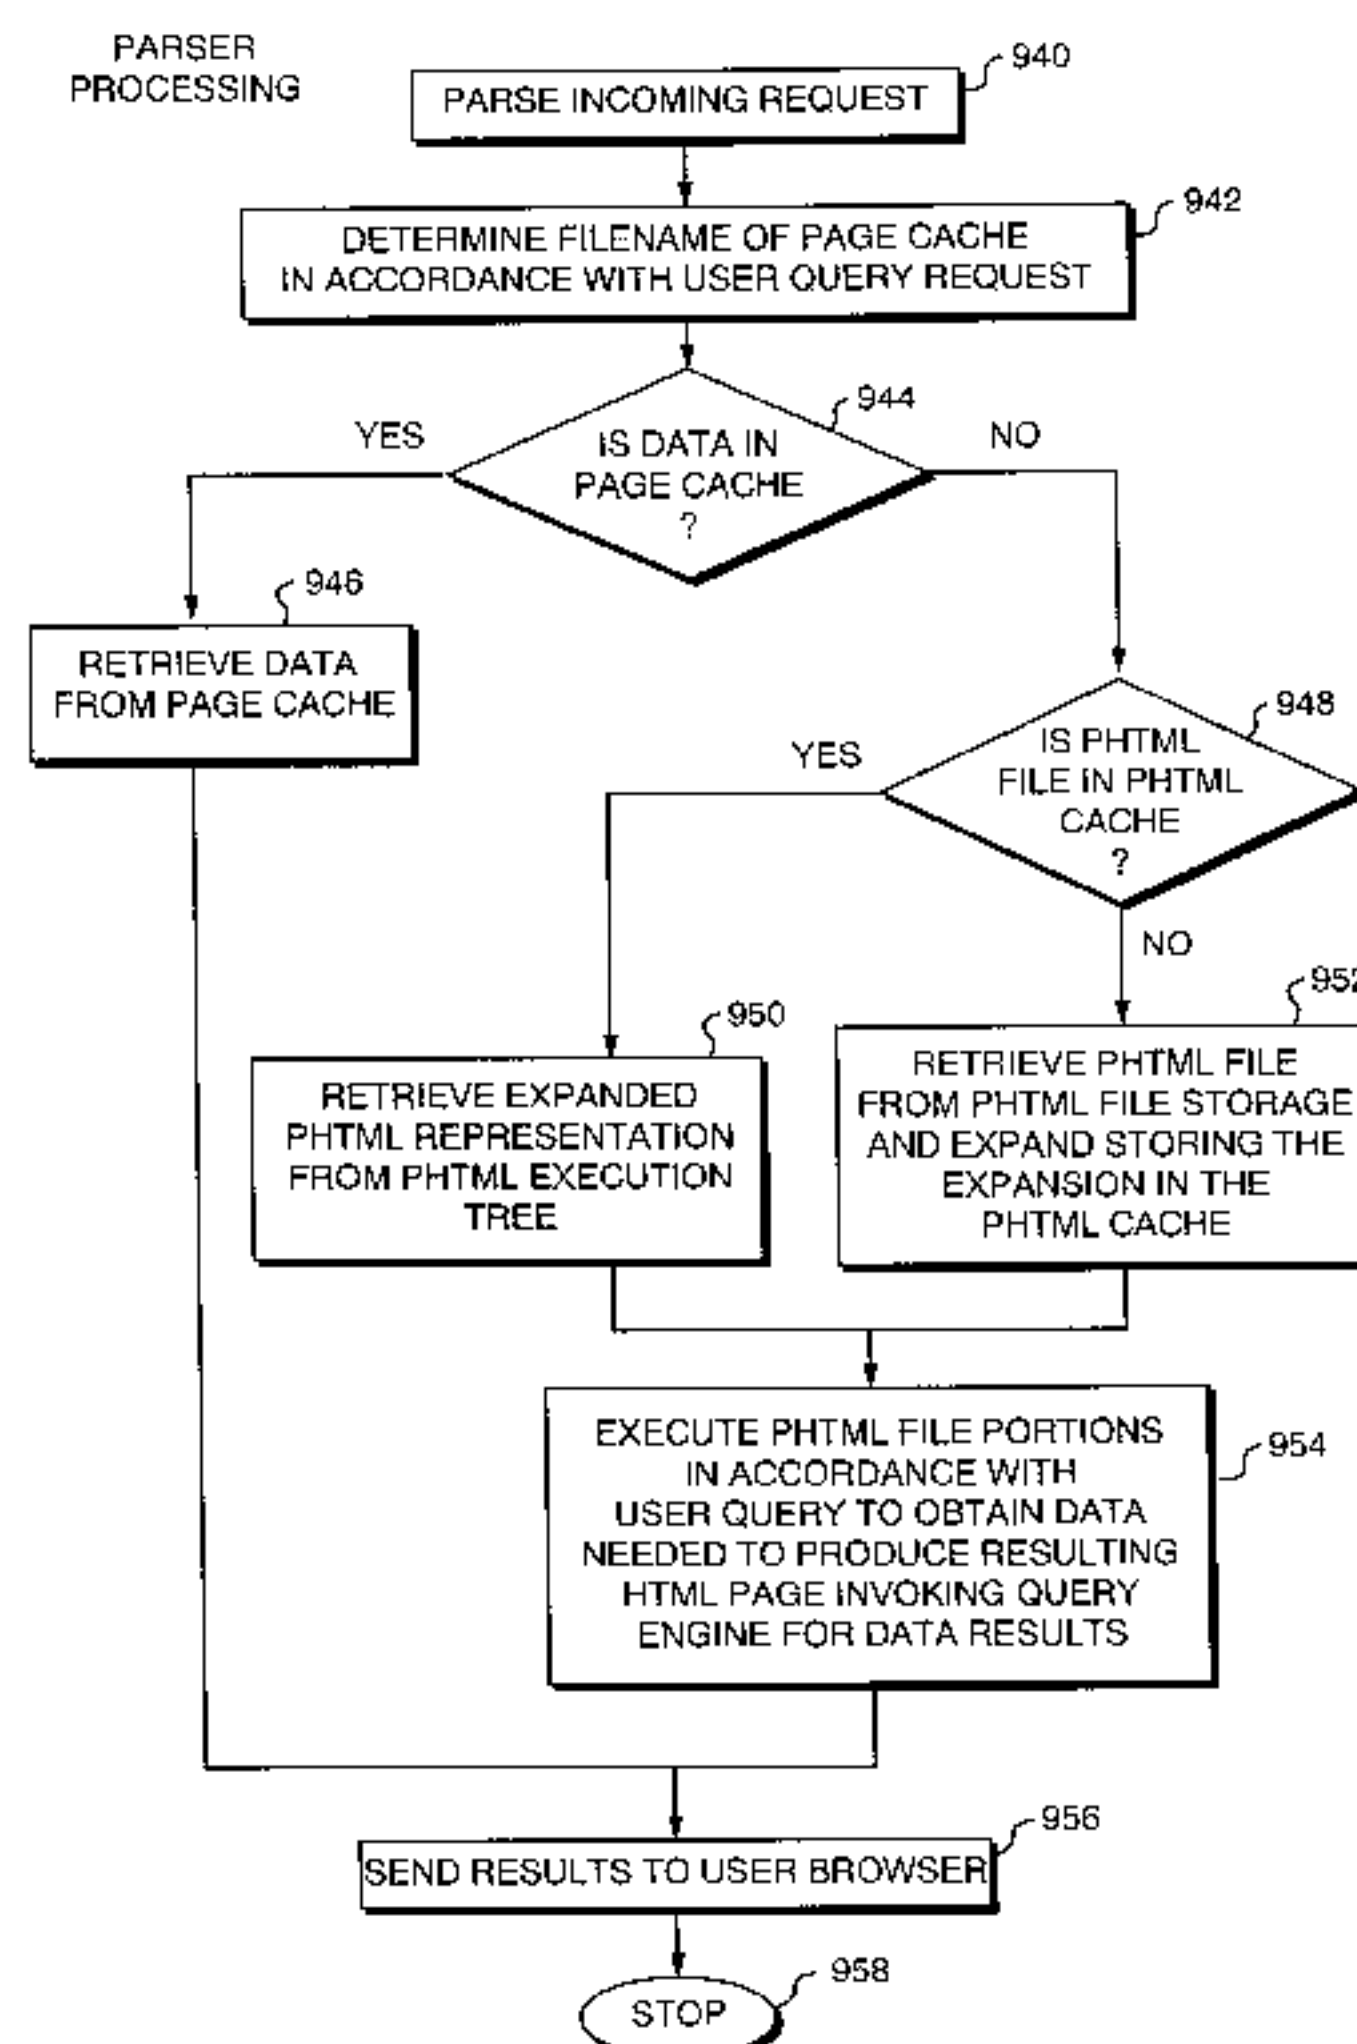 PARSER
PROCESSING
940
PARSE INCOMING REQUEST
942
DETERMINE FILENAME OF PAGE CACHE
IN ACCORDANCE WITH USER QUERY REQUEST
944
YES
NO
IS DATA IN
PAGE CACHE
?
946
RETRIEVE DATA
FROM PAGE CACHE
948
YES
IS PHTML
FILE IN PHTML
CACHE
?
NO
950
952
RETRIEVE EXPANDED
PHTML REPRESENTATION
FROM PHTML EXECUTION
TREE
RETRIEVE PHTML FILE
FROM PHTML FILE STORAGE
AND EXPAND STORING THE
EXPANSION IN THE
PHTML CACHE
954
EXECUTE PHTML FILE PORTIONS
IN ACCORDANCE WITH
USER QUERY TO OBTAIN DATA
NEEDED TO PRODUCE RESULTING
HTML PAGE INVOKING QUERY
ENGINE FOR DATA RESULTS
956
SEND RESULTS TO USER BROWSER
958
STOP